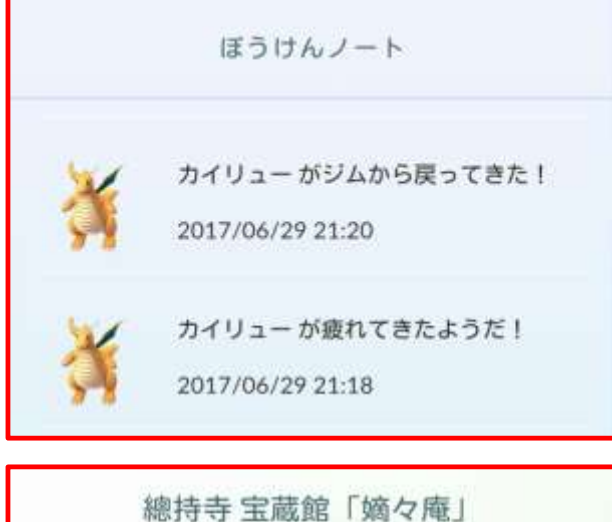 ぼうけんノート
カイリュー がジムから戻ってきた！
2017/06/29 21:20
カイリュー が疲れてきたようだ！
2017/06/29 21:18
總持寺 宝蔵館「嫡々庵」